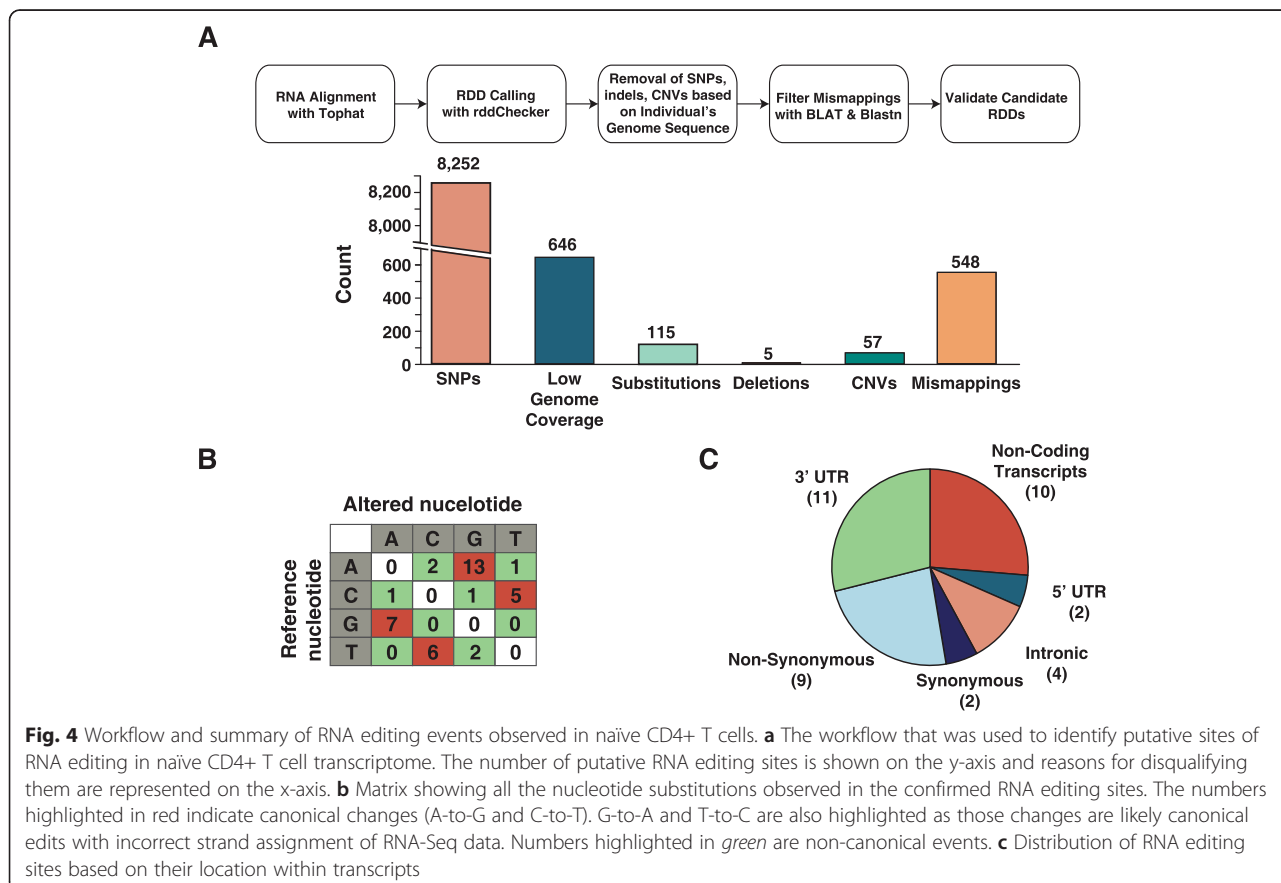 A
RNA Alignment
with Tophat
RDD Calling
with rddChecker
Removal of SNPs,
indels, CNVs based
on Individual's
Genome Sequence
Filter Mismappings
with BLAT & Blastn
Validate Candidate
RDDs
Count
8,200
8,000
600
400
200
0
8,252
646
115
5
57
548
SNPs
Low
Genome
Coverage
Substitutions
Deletions
CNVs
Mismappings
B
Altered nucelotide
Reference
nucleotide
A C G T
A 0 2 13 1
C 1 0 1 5
G 7 0 0 0
T 0 6 2 0
C
3' UTR
(11)
Non-Coding
Transcripts
(10)
5' UTR
(2)
Intronic
(4)
Synonymous
(2)
Non-Synonymous
(9)
Fig. 4 Workflow and summary of RNA editing events observed in naïve CD4+ T cells. a The workflow that was used to identify putative sites of
RNA editing in naïve CD4+ T cell transcriptome. The number of putative RNA editing sites is shown on the y-axis and reasons for disqualifying
them are represented on the x-axis. b Matrix showing all the nucleotide substitutions observed in the confirmed RNA editing sites. The numbers
highlighted in red indicate canonical changes (A-to-G and C-to-T). G-to-A and T-to-C are also highlighted as those changes are likely canonical
edits with incorrect strand assignment of RNA-Seq data. Numbers highlighted in green are non-canonical events. c Distribution of RNA editing
sites based on their location within transcripts